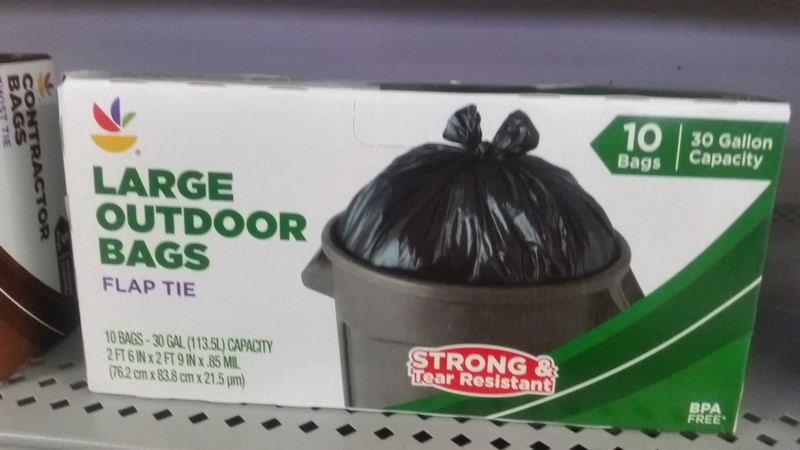 CONTRACTOR
BAGS
TWIST TIE
LARGE
OUTDOOR
BAGS
FLAP TIE
10 BAGS - 30 GAL (113.5L) CAPACITY
2 FT 6 IN x 2 FT 9 IN x .85 MIL
(76.2 cm x 83.8 cm x 21.5 µm)
10
Bags
30 Gallon
Capacity
STRONG &
Tear Resistant
BPA
FREE*